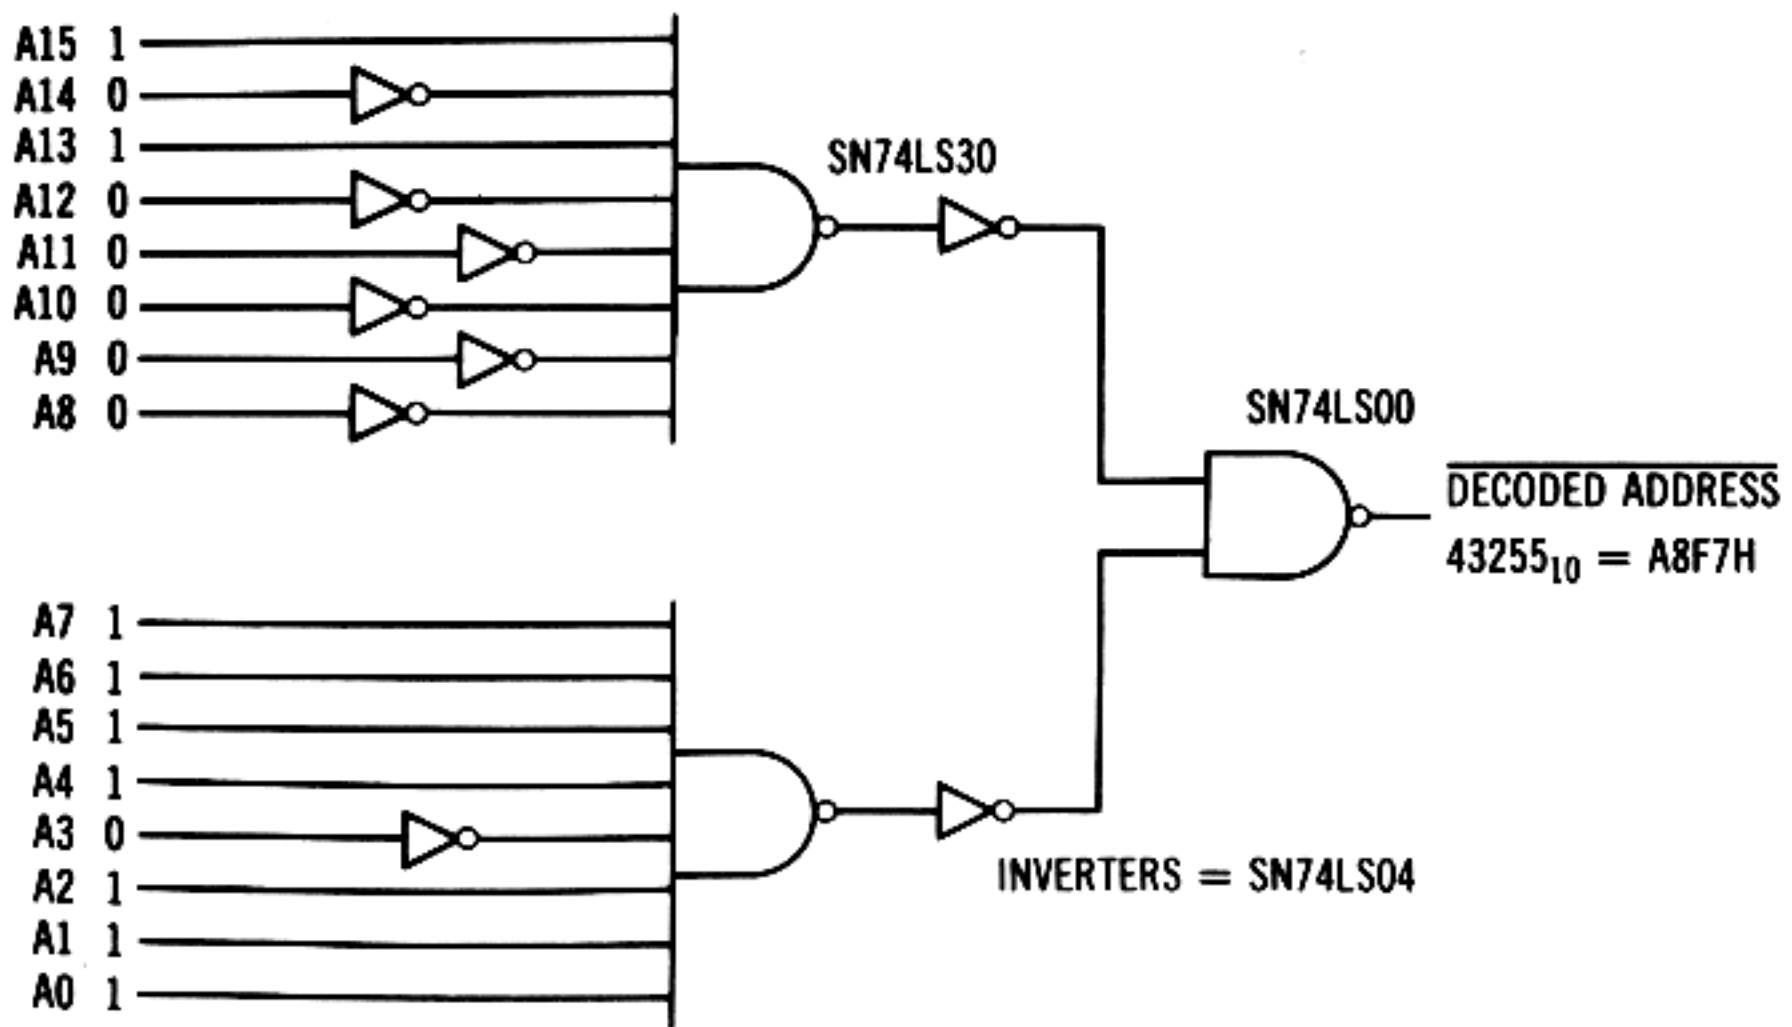 A15 1
A14 0
A13 1
A12 0
A11 0
A10 0
A9 0
A8 0
SN74LS30
SN74LS00
DECODED ADDRESS
43255₁₀ = A8F7H
A7 1
A6 1
A5 1
A4 1
A3 0
A2 1
A1 1
A0 1
INVERTERS = SN74LS04